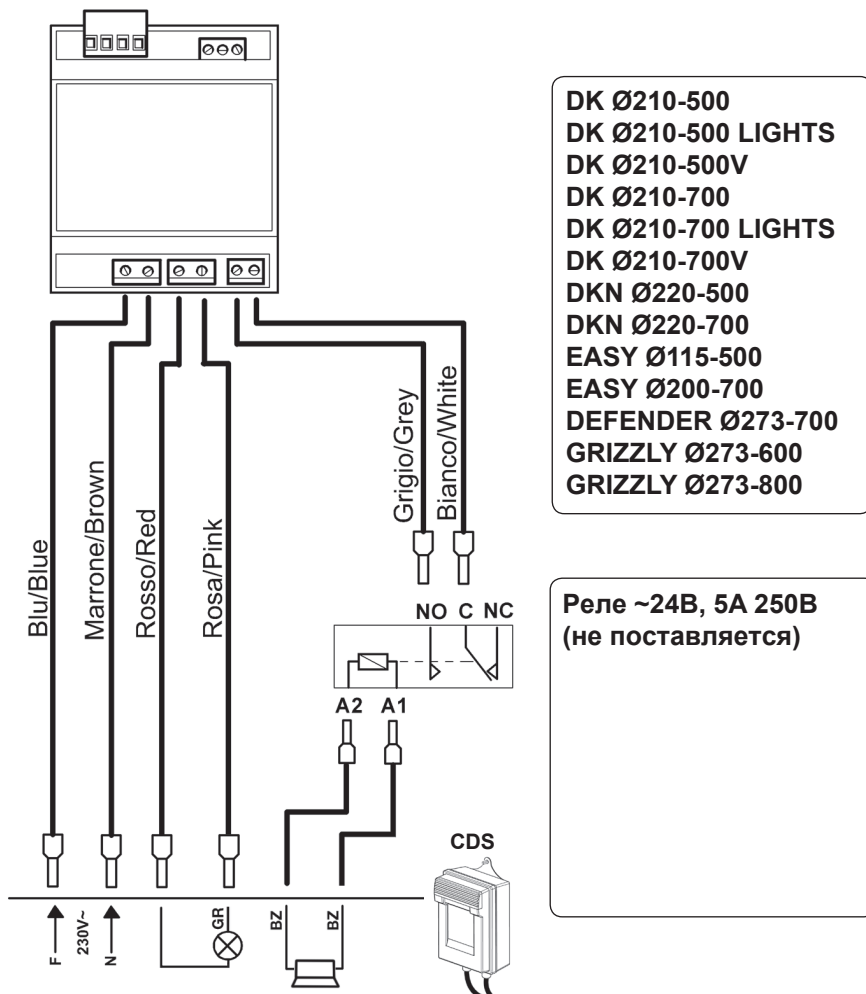 DK Ø210-500
DK Ø210-500 LIGHTS
DK Ø210-500V
DK Ø210-700
DK Ø210-700 LIGHTS
DK Ø210-700V
DKN Ø220-500
DKN Ø220-700
EASY Ø115-500
EASY Ø200-700
DEFENDER Ø273-700
GRIZZLY Ø273-600
GRIZZLY Ø273-800
Blu/Blue
Marrone/Brown
Rosso/Red
Rosa/Pink
Grigio/Grey
Bianco/White
NO C NC
A2 A1
Реле ~24В, 5А 250В
(не поставляется)
CDS
F
230V~
N
GR
BZ
BZ